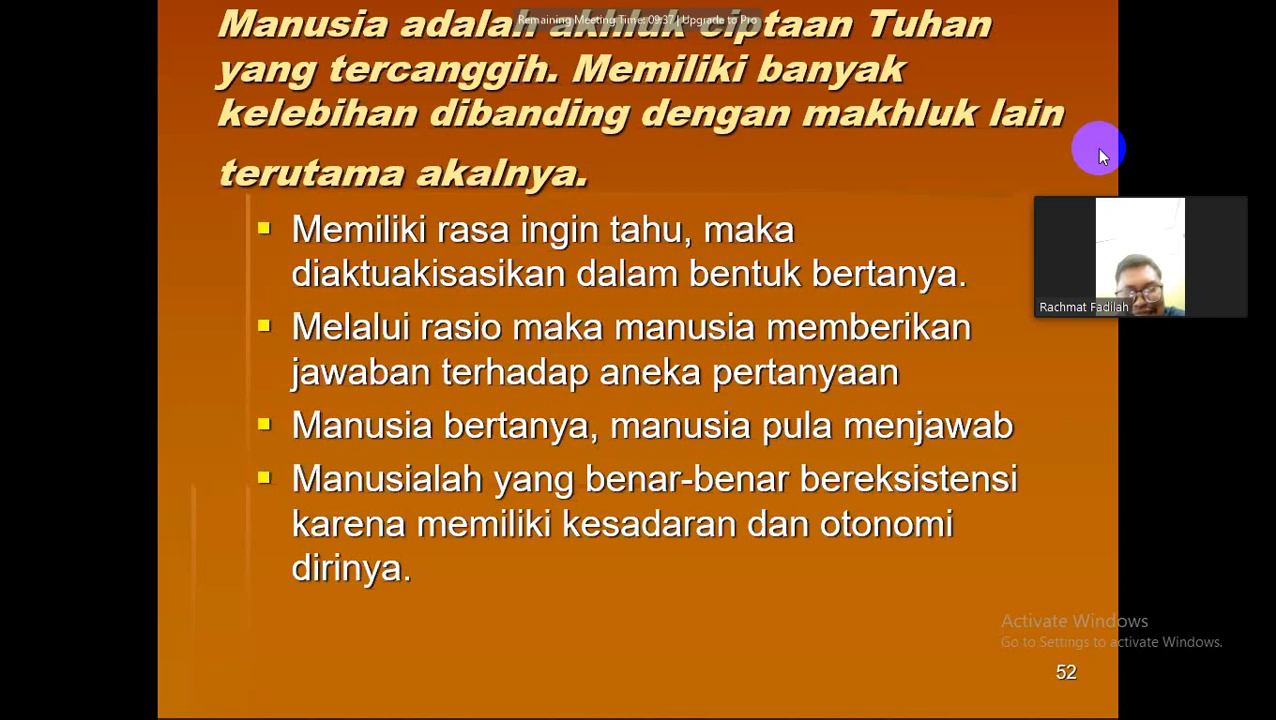 Remaining Meeting Time: 09:37 | Upgrade to Pro
Manusia adalah akhluk ciptaan Tuhan
yang tercanggih. Memiliki banyak
kelebihan dibanding dengan makhluk lain
terutama akalnya.
Memiliki rasa ingin tahu, maka
diaktuakisasikan dalam bentuk bertanya.
Melalui rasio maka manusia memberikan
jawaban terhadap aneka pertanyaan
Manusia bertanya, manusia pula menjawab
Manusialah yang benar-benar bereksistensi
karena memiliki kesadaran dan otonomi
dirinya.
Rachmat Fadilah
Activate Windows
Go to Settings to activate Windows.
52